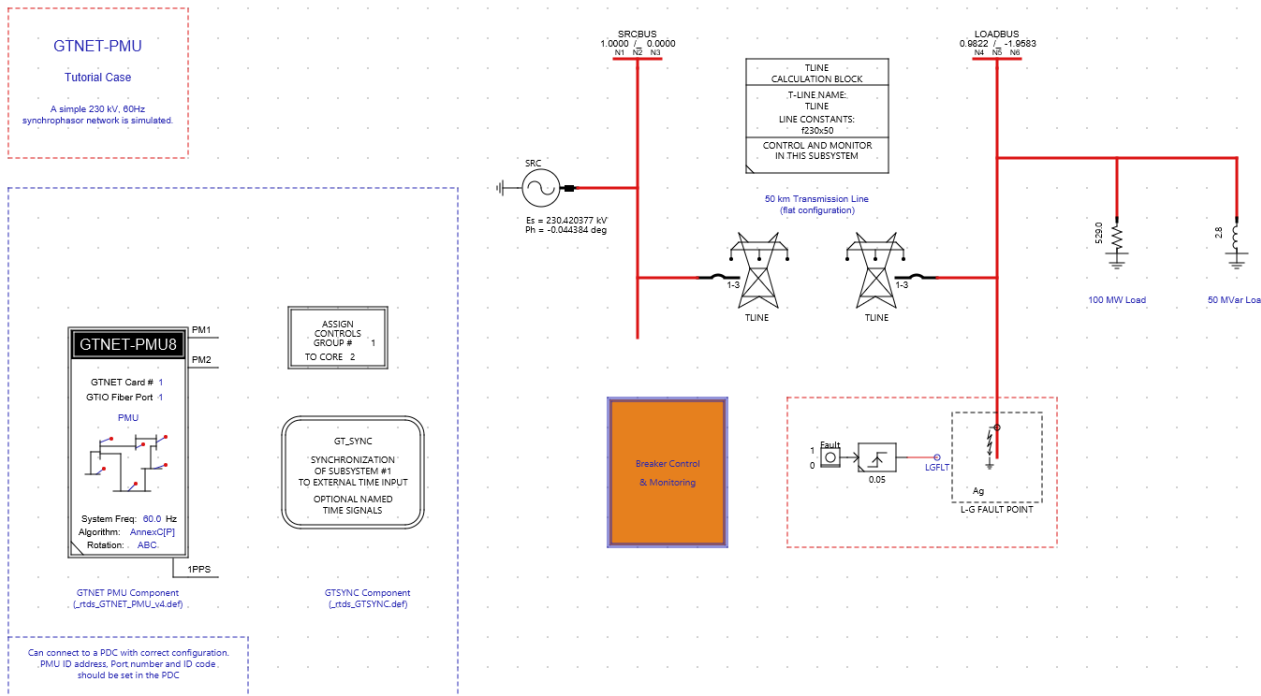 GTNET-PMU
Tutorial Case
A simple 230 kV, 60Hz
synchrophasor network is simulated.
SRCBUS
1.0000 /_ 0.0000
N1 N2 N3
LOADBUS
0.9822 /_ -1.9583
N4 N5 N6
TLINE
CALCULATION BLOCK
T-LINE NAME:
TLINE
LINE CONSTANTS:
f230x50
CONTROL AND MONITOR
IN THIS SUBSYSTEM
SRC
Es = 230.420377 kV
Ph = -0.044384 deg
50 km Transmission Line
(flat configuration)
1-3
TLINE
1-3
TLINE
529.0
2.8
100 MW Load
50 MVar Loa
GTNET-PMU8
PM1
PM2
GTNET Card # 1
GTIO Fiber Port 1
PMU
System Freq: 60.0 Hz
Algorithm: AnnexC[P]
Rotation: ABC
1PPS
GTNET PMU Component
(_rtds_GTNET_PMU_v4.def)
ASSIGN
CONTROLS
GROUP # 1
TO CORE 2
GT_SYNC
SYNCHRONIZATION
OF SUBSYSTEM #1
TO EXTERNAL TIME INPUT
OPTIONAL NAMED
TIME SIGNALS
GTSYNC Component
(_rtds_GTSYNC.def)
Breaker Control
& Monitoring
Fault
1
0
0.05
LGFLT
Ag
L-G FAULT POINT
Can connect to a PDC with correct configuration.
PMU ID address, Port number and ID code
should be set in the PDC